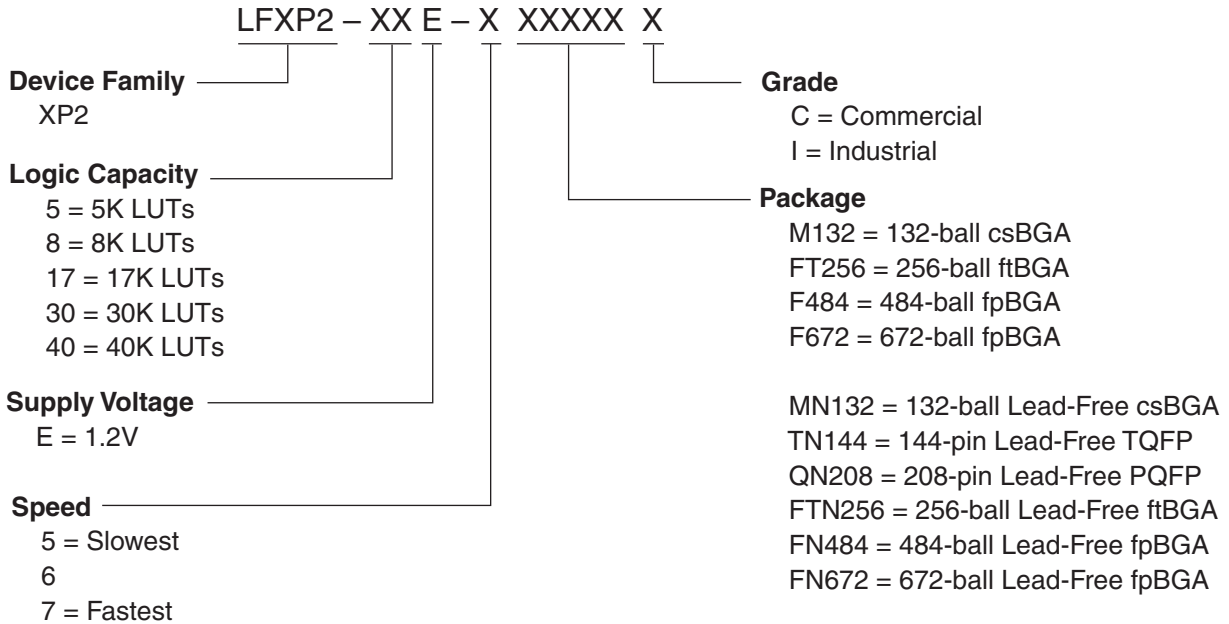 LFXP2 – XX E – X XXXXX X
Device Family
XP2
Logic Capacity
5 = 5K LUTs
8 = 8K LUTs
17 = 17K LUTs
30 = 30K LUTs
40 = 40K LUTs
Supply Voltage
E = 1.2V
Speed
5 = Slowest
6
7 = Fastest
Grade
C = Commercial
I = Industrial
Package
M132 = 132-ball csBGA
FT256 = 256-ball ftBGA
F484 = 484-ball fpBGA
F672 = 672-ball fpBGA
MN132 = 132-ball Lead-Free csBGA
TN144 = 144-pin Lead-Free TQFP
QN208 = 208-pin Lead-Free PQFP
FTN256 = 256-ball Lead-Free ftBGA
FN484 = 484-ball Lead-Free fpBGA
FN672 = 672-ball Lead-Free fpBGA